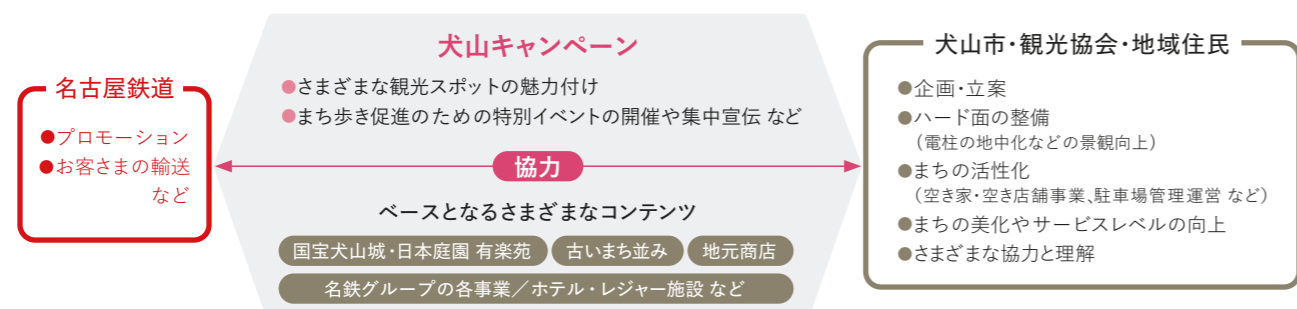 名古屋鉄道
●プロモーション
●お客さまの輸送
など
犬山キャンペーン
●さまざまな観光スポットの魅力付け
●まち歩き促進のための特別イベントの開催や集中宣伝 など
協力
ベースとなるさまざまなコンテンツ
国宝犬山城・日本庭園 有楽苑
古いまち並み
地元商店
名鉄グループの各事業／ホテル・レジャー施設 など
犬山市・観光協会・地域住民
●企画・立案
●ハード面の整備
（電柱の地中化などの景観向上）
●まちの活性化
（空き家・空き店舗事業、駐車場管理運営 など）
●まちの美化やサービスレベルの向上
●さまざまな協力と理解